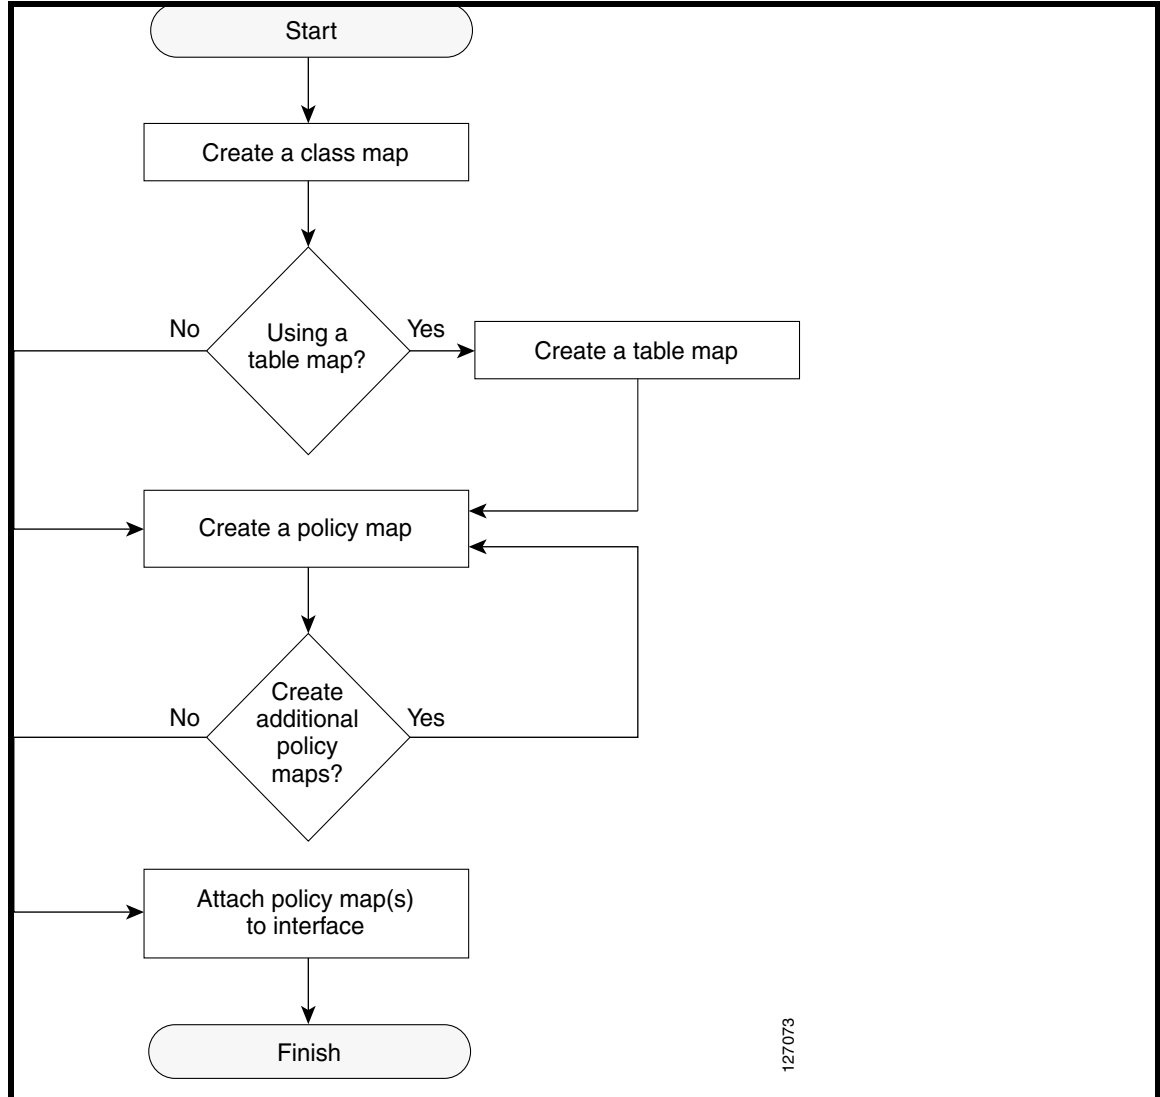 Start
Create a class map
No
Using a
table map?
Yes
Create a table map
Create a policy map
No
Create
additional
policy
maps?
Yes
Attach policy map(s)
to interface
Finish
127073